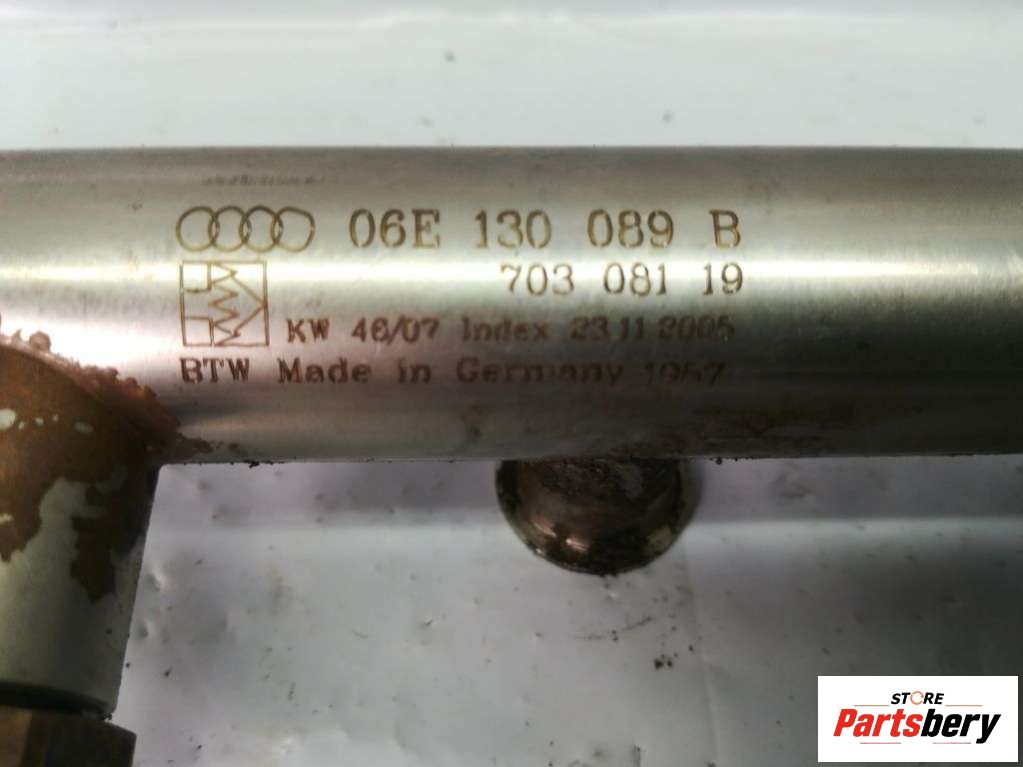 06E 130 089 B
703 081 19
KW 46/07 Index 23.11.2005
BTW Made in Germany
STORE
Partsbery